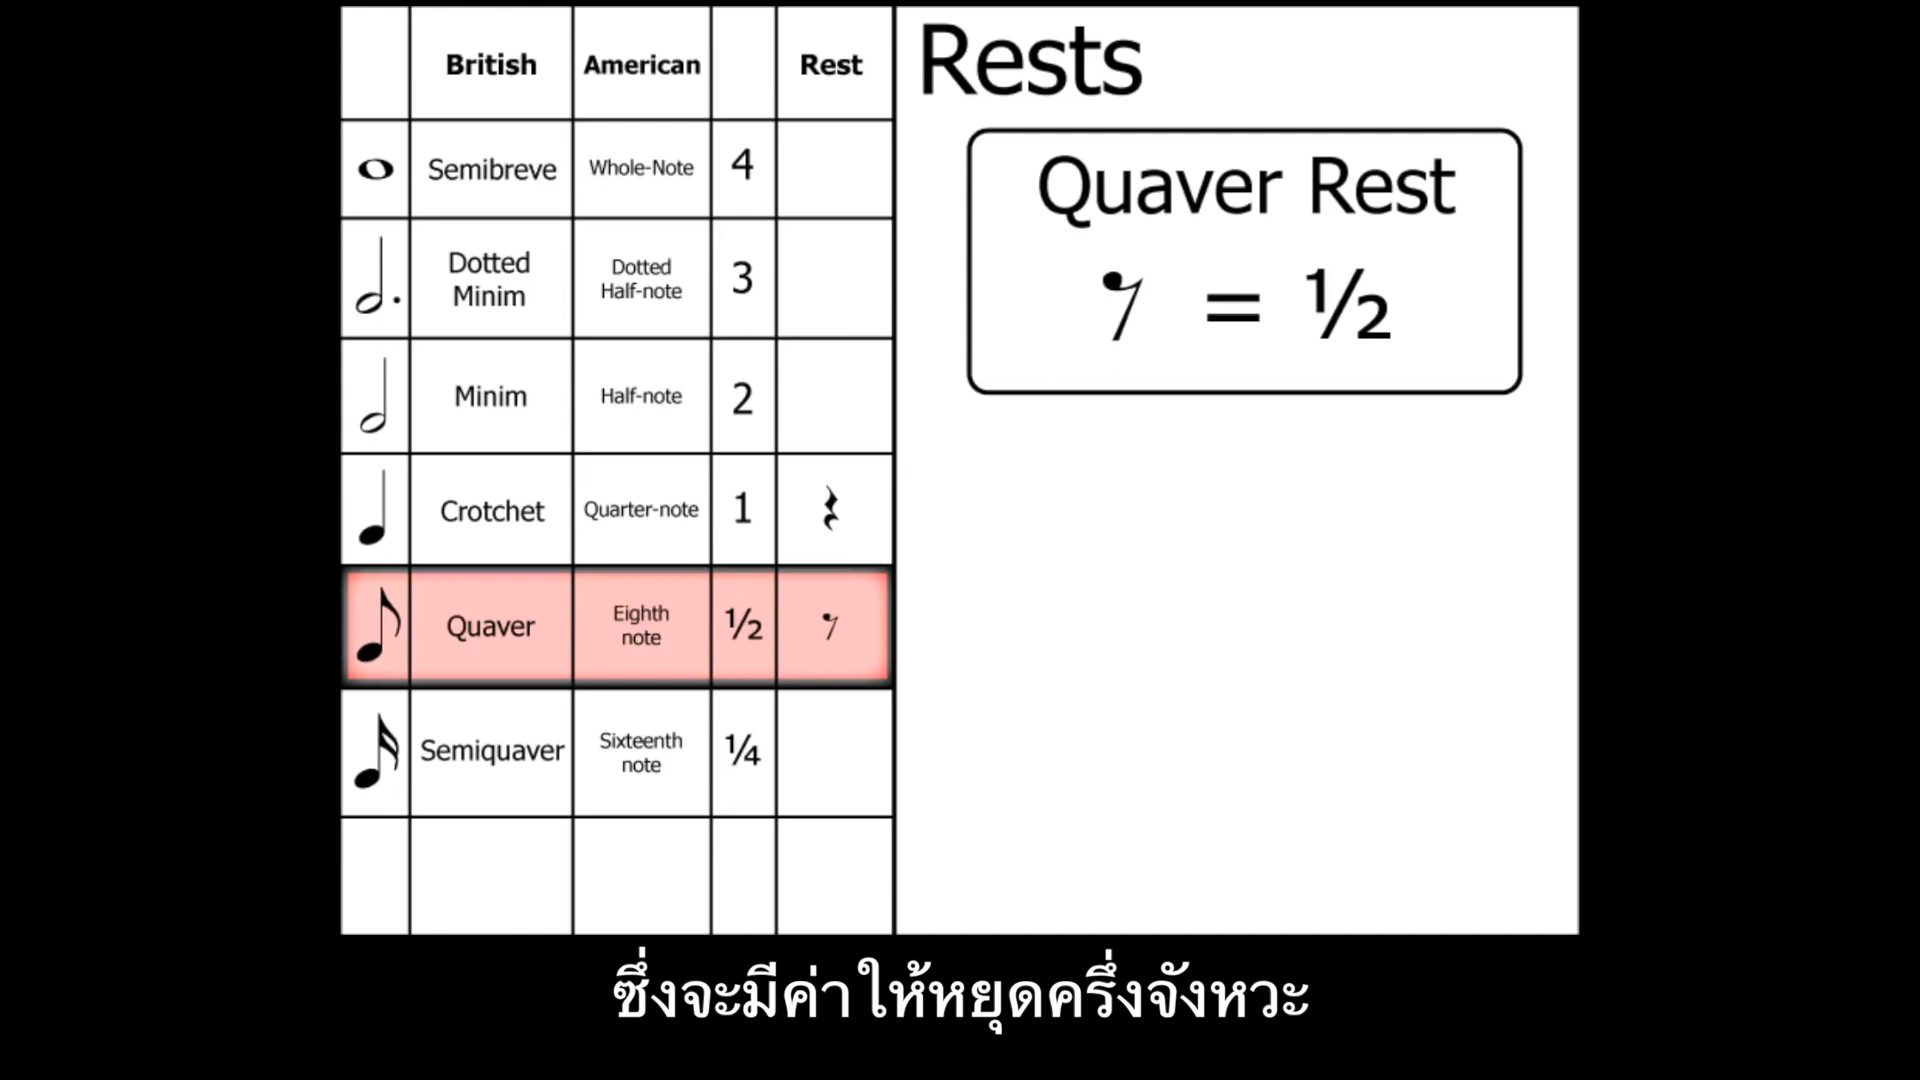 British American Rest
Semibreve Whole-Note 4
Dotted Minim Dotted Half-note 3
Minim Half-note 2
Crotchet Quarter-note 1
Quaver Eighth note ½
Semiquaver Sixteenth note ¼
Rests
Quaver Rest
= ½
ซึ่งจะมีค่าให้หยุดครึ่งจังหวะ